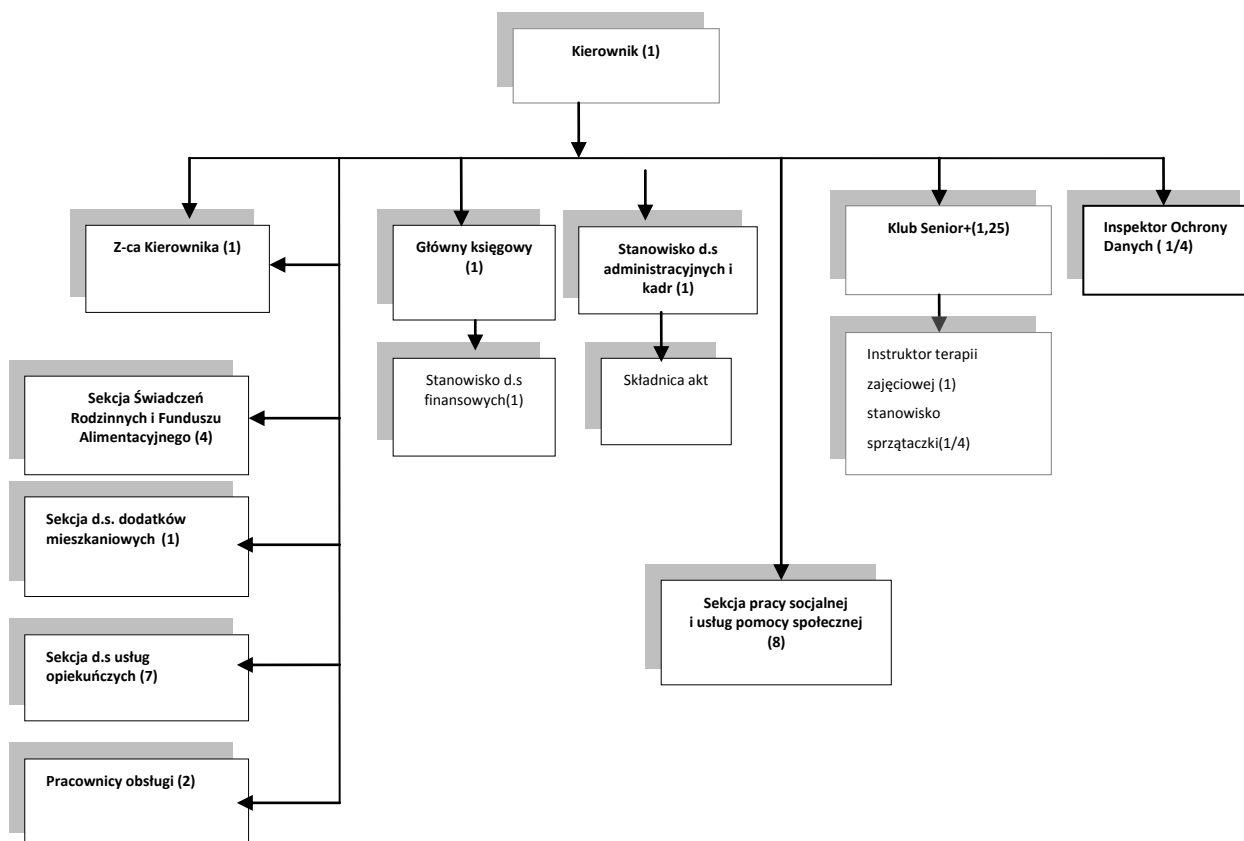 Kierownik (1)
Z-ca Kierownika (1)
Główny księgowy
(1)
Stanowisko d.s
administracyjnych i
kadr (1)
Klub Senior+(1,25)
Inspektor Ochrony
Danych ( 1/4)
Sekcja Świadczeń
Rodzinnych i Funduszu
Alimentacyjnego (4)
Stanowisko d.s
finansowych(1)
Składnica akt
Instruktor terapii
zajęciowej (1)
stanowisko
sprzątaczki(1/4)
Sekcja d.s. dodatków
mieszkaniowych (1)
Sekcja pracy socjalnej
i usług pomocy społecznej
(8)
Sekcja d.s usług
opiekuńczych (7)
Pracownicy obsługi (2)